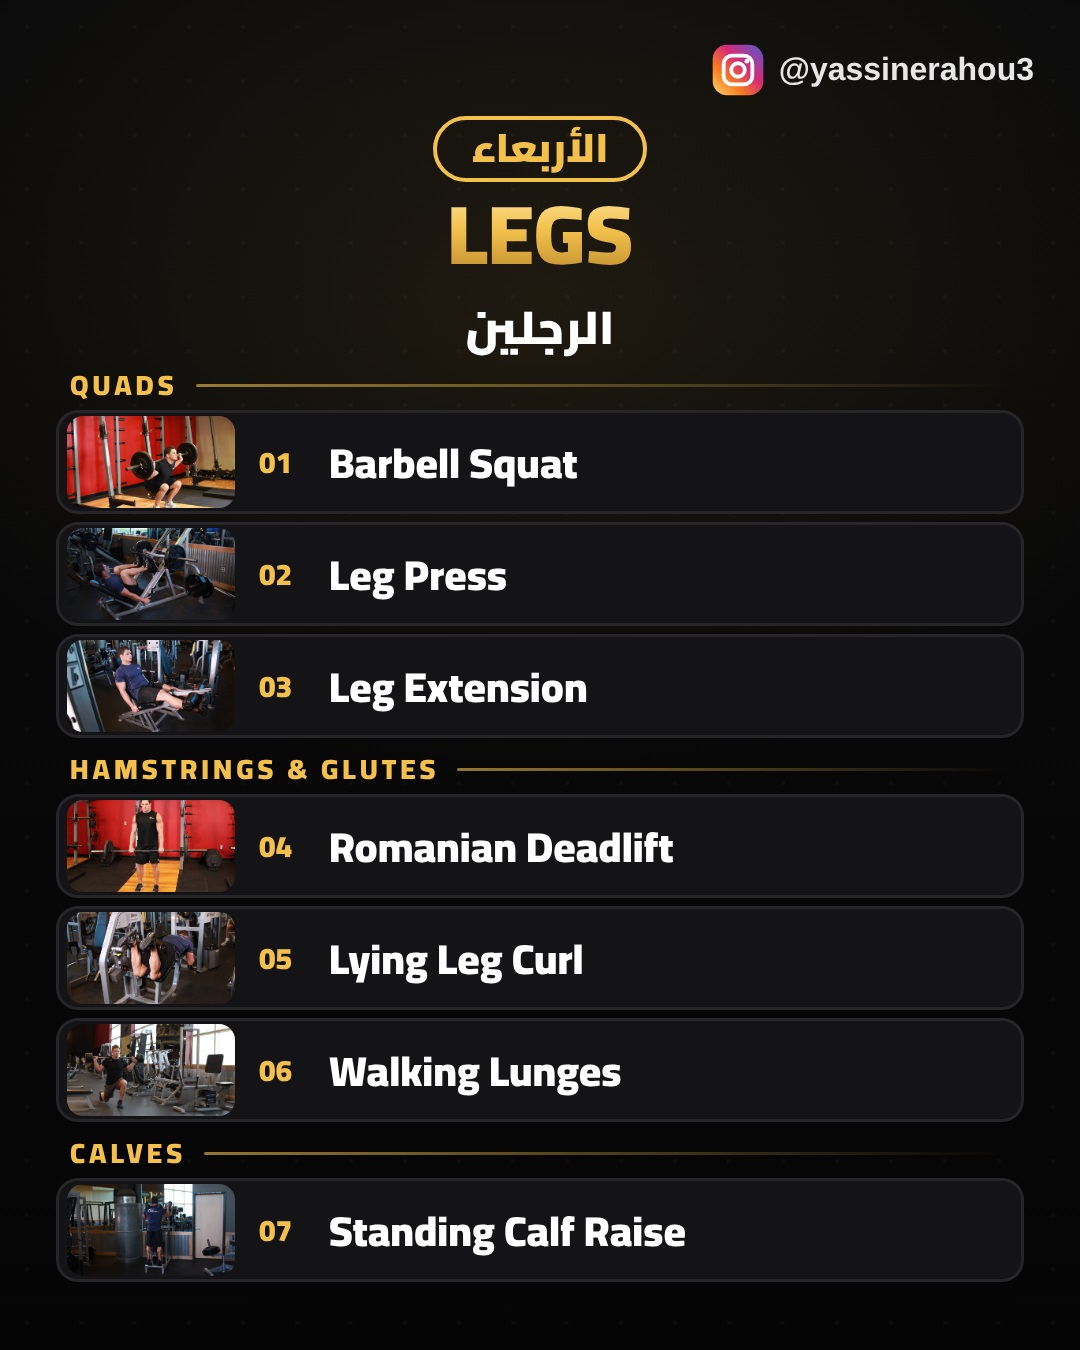 @yassinerahou3
الأربعاء
LEGS
الرجلين
QUADS
01 Barbell Squat
02 Leg Press
03 Leg Extension
HAMSTRINGS & GLUTES
04 Romanian Deadlift
05 Lying Leg Curl
06 Walking Lunges
CALVES
07 Standing Calf Raise